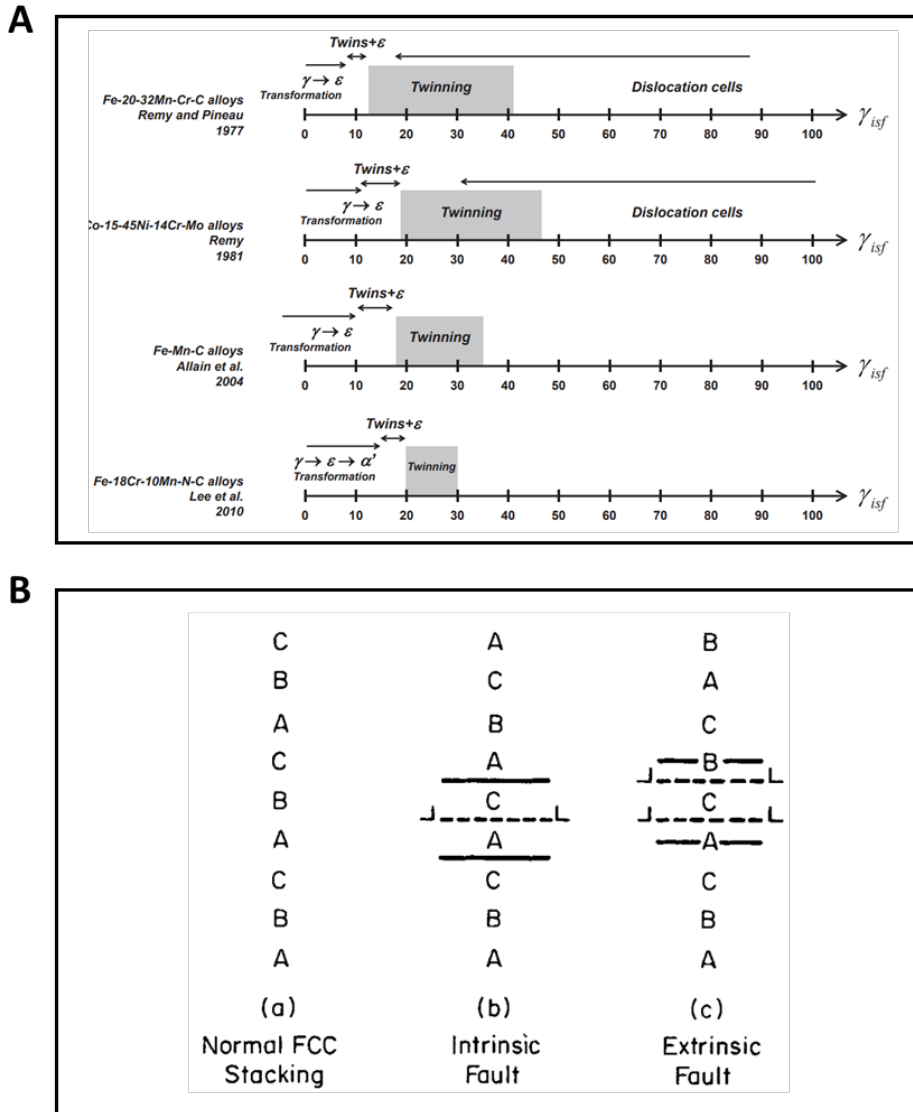 A
Twins+ε
γ → ε
Transformation
Twinning
Dislocation cells
Fe-20-32Mn-Cr-C alloys
Remy and Pineau
1977
0 10 20 30 40 50 60 70 80 90 100
γisf
Twins+ε
γ → ε
Transformation
Twinning
Dislocation cells
Co-15-45Ni-14Cr-Mo alloys
Remy
1981
0 10 20 30 40 50 60 70 80 90 100
γisf
Twins+ε
γ → ε
Transformation
Twinning
Fe-Mn-C alloys
Allain et al.
2004
0 10 20 30 40 50 60 70 80 90 100
γisf
Twins+ε
γ → ε → α'
Transformation
Twinning
Fe-18Cr-10Mn-N-C alloys
Lee et al.
2010
0 10 20 30 40 50 60 70 80 90 100
γisf
B
C A B
B C A
A B C
C A B
B C C
A A A
C C C
B B B
A A A
(a) (b) (c)
Normal FCC Intrinsic Extrinsic
Stacking Fault Fault